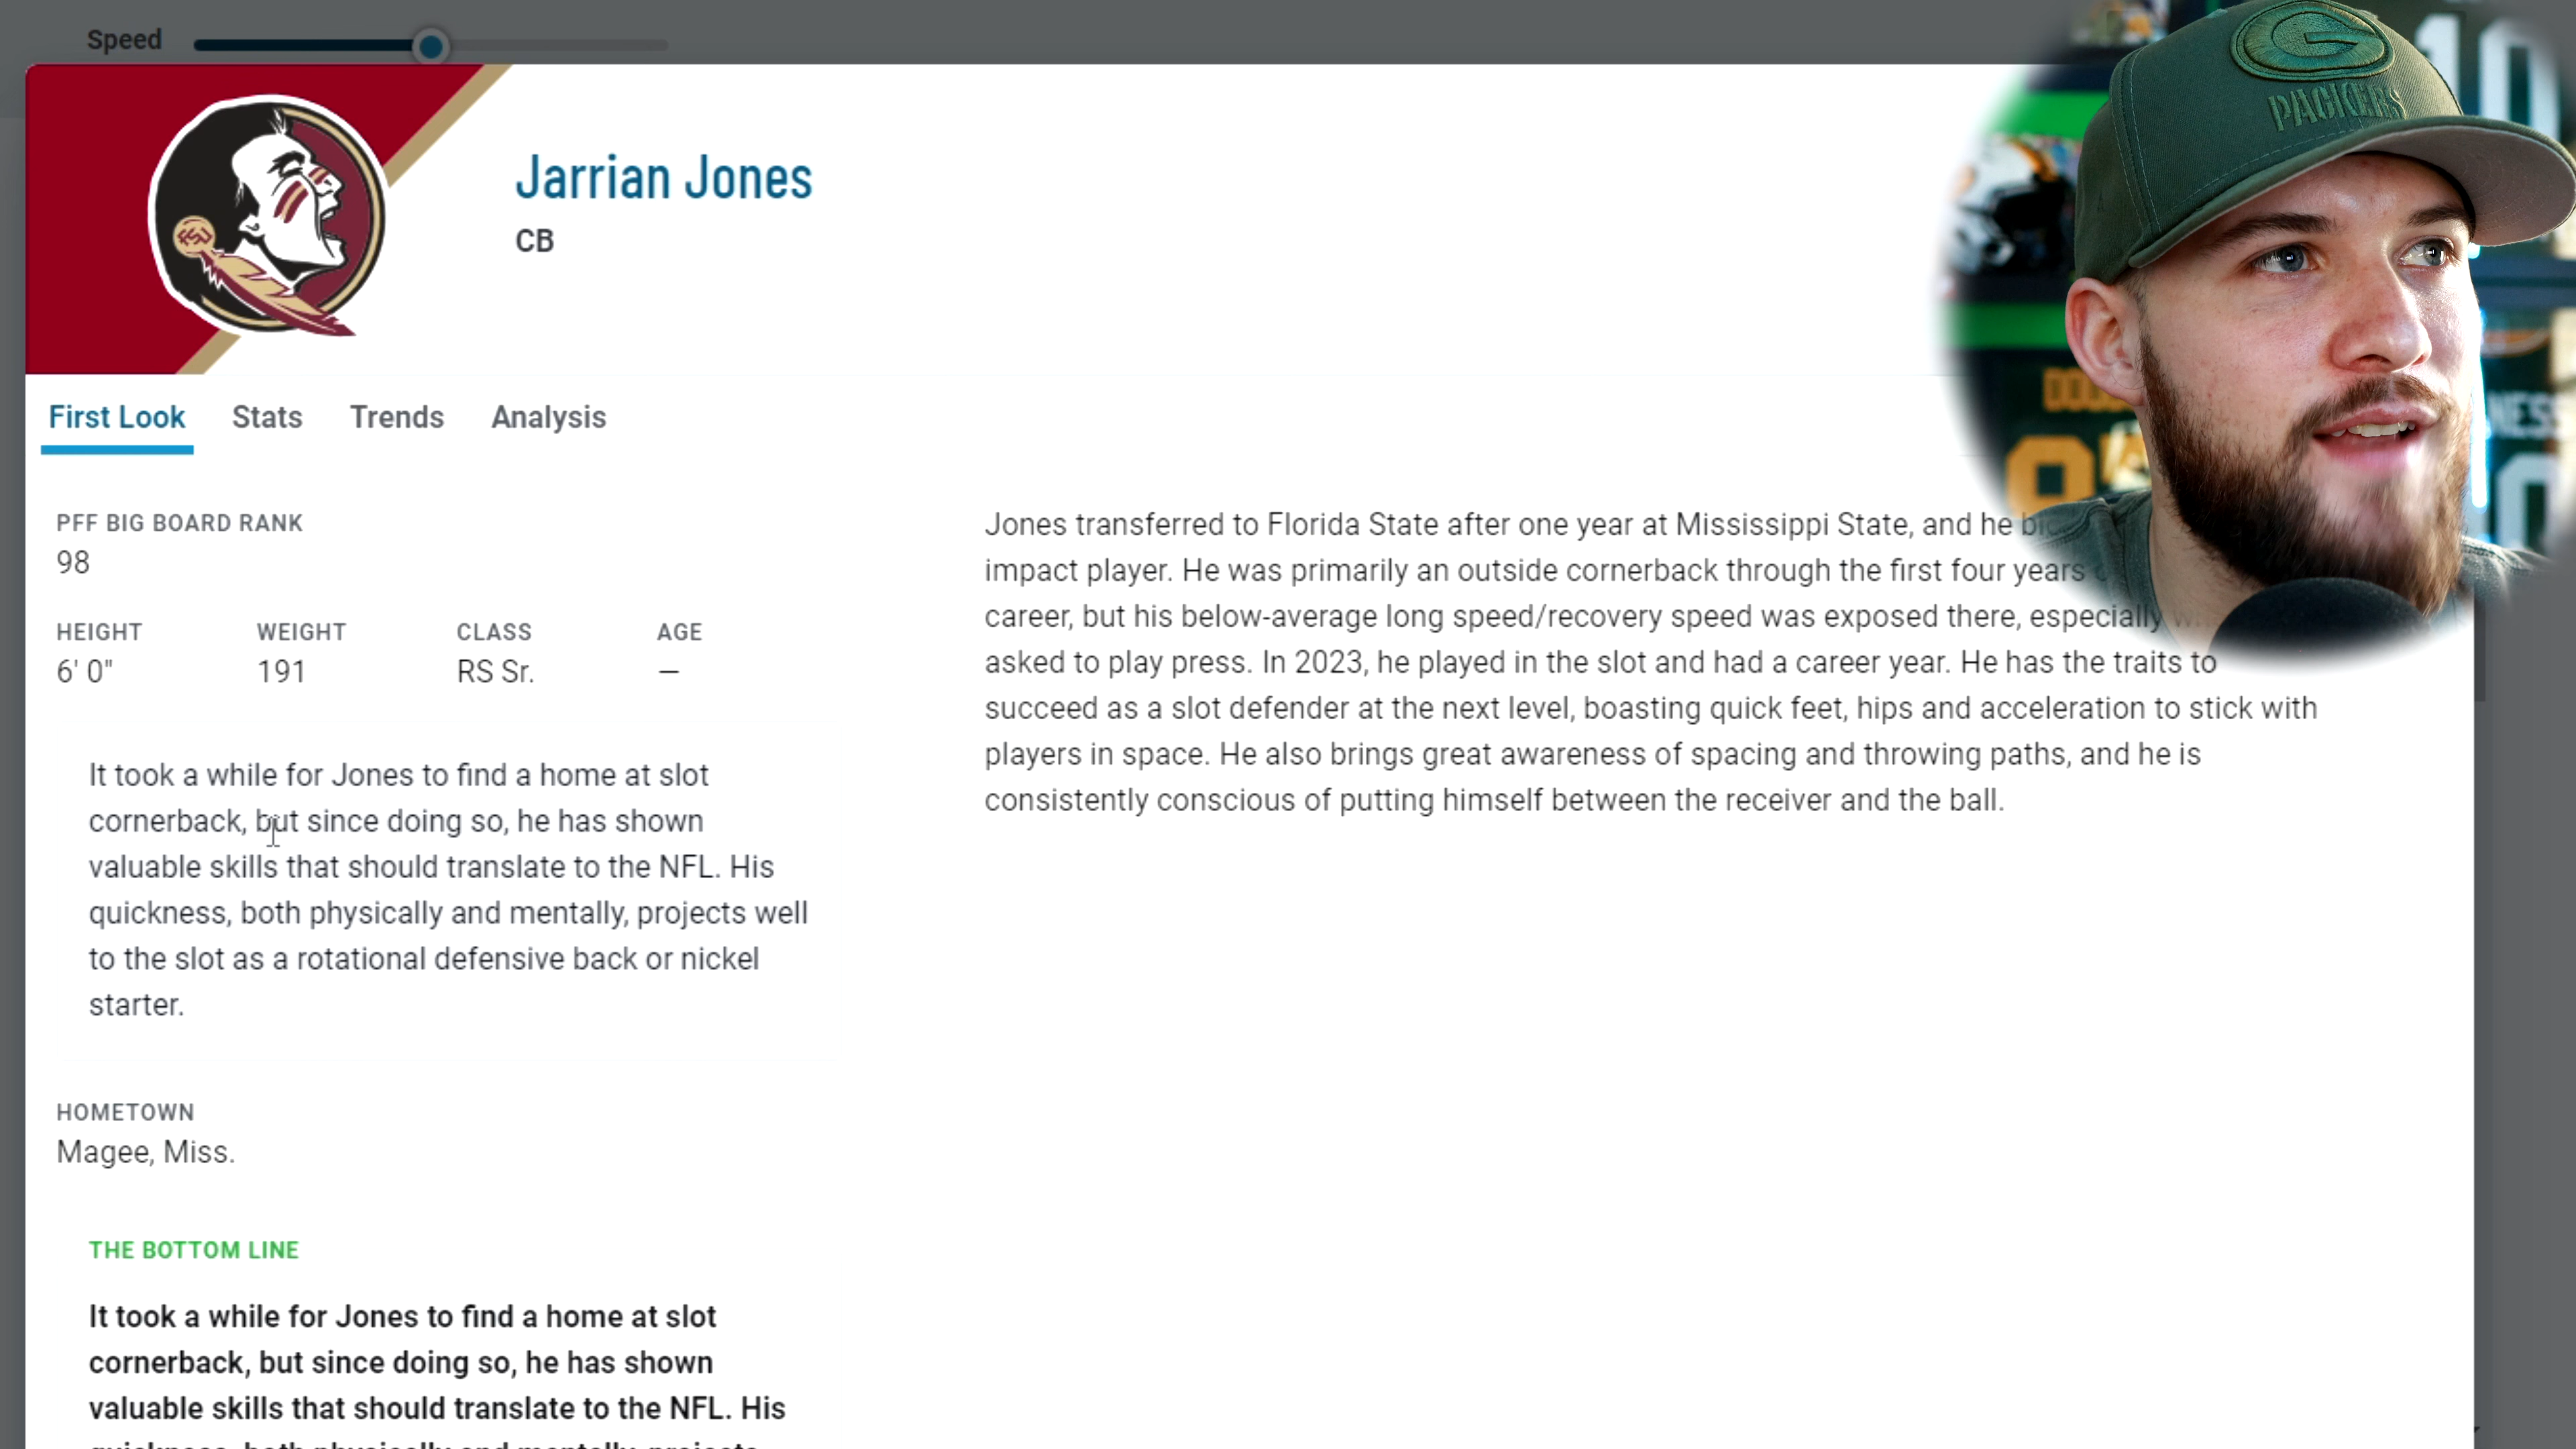 Speed
PACKERS
Jarrian Jones
CB
First Look Stats Trends Analysis
PFF BIG BOARD RANK
98
HEIGHT WEIGHT CLASS AGE
6' 0" 191 RS Sr. —
It took a while for Jones to find a home at slot
cornerback, but since doing so, he has shown
valuable skills that should translate to the NFL. His
quickness, both physically and mentally, projects well
to the slot as a rotational defensive back or nickel
starter.
HOMETOWN
Magee, Miss.
THE BOTTOM LINE
It took a while for Jones to find a home at slot
cornerback, but since doing so, he has shown
valuable skills that should translate to the NFL. His
quickness, both physically and mentally, projects
Jones transferred to Florida State after one year at Mississippi State, and he
impact player. He was primarily an outside cornerback through the first four years
career, but his below-average long speed/recovery speed was exposed there, especially
asked to play press. In 2023, he played in the slot and had a career year. He has the traits to
succeed as a slot defender at the next level, boasting quick feet, hips and acceleration to stick with
players in space. He also brings great awareness of spacing and throwing paths, and he is
consistently conscious of putting himself between the receiver and the ball.